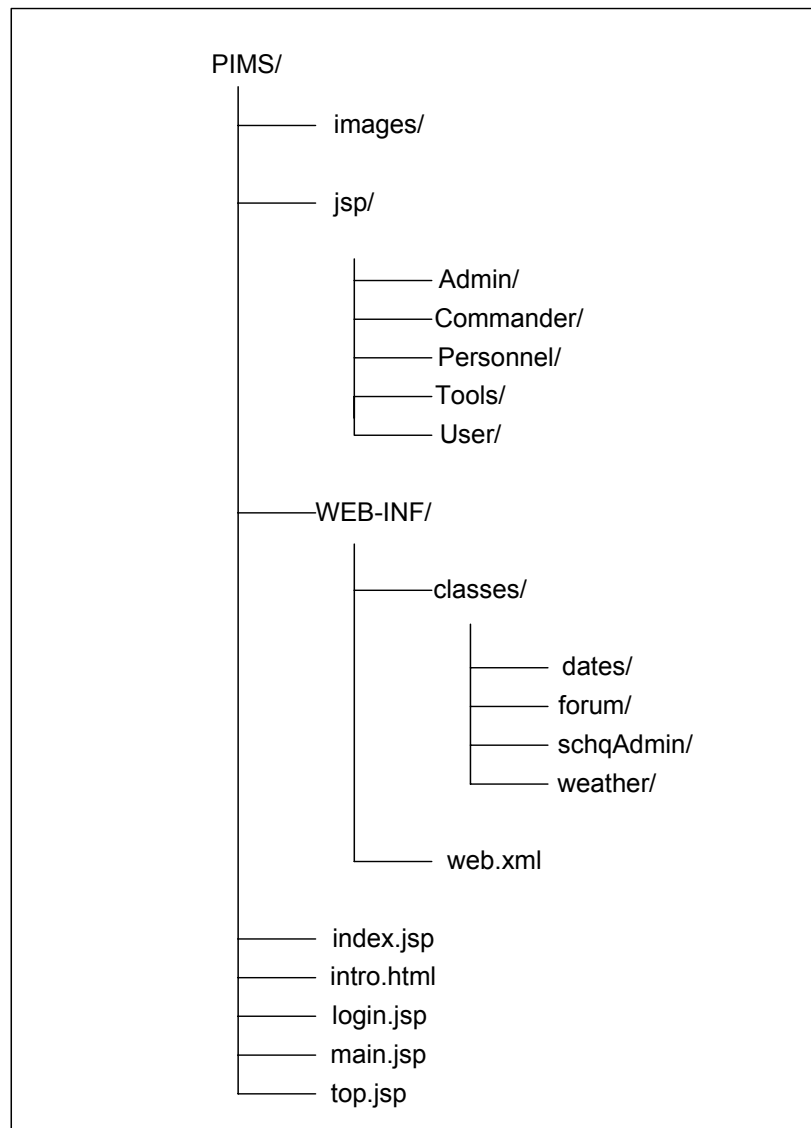 PIMS/
images/
jsp/
Admin/
Commander/
Personnel/
Tools/
User/
WEB-INF/
classes/
dates/
forum/
schqAdmin/
weather/
web.xml
index.jsp
intro.html
login.jsp
main.jsp
top.jsp